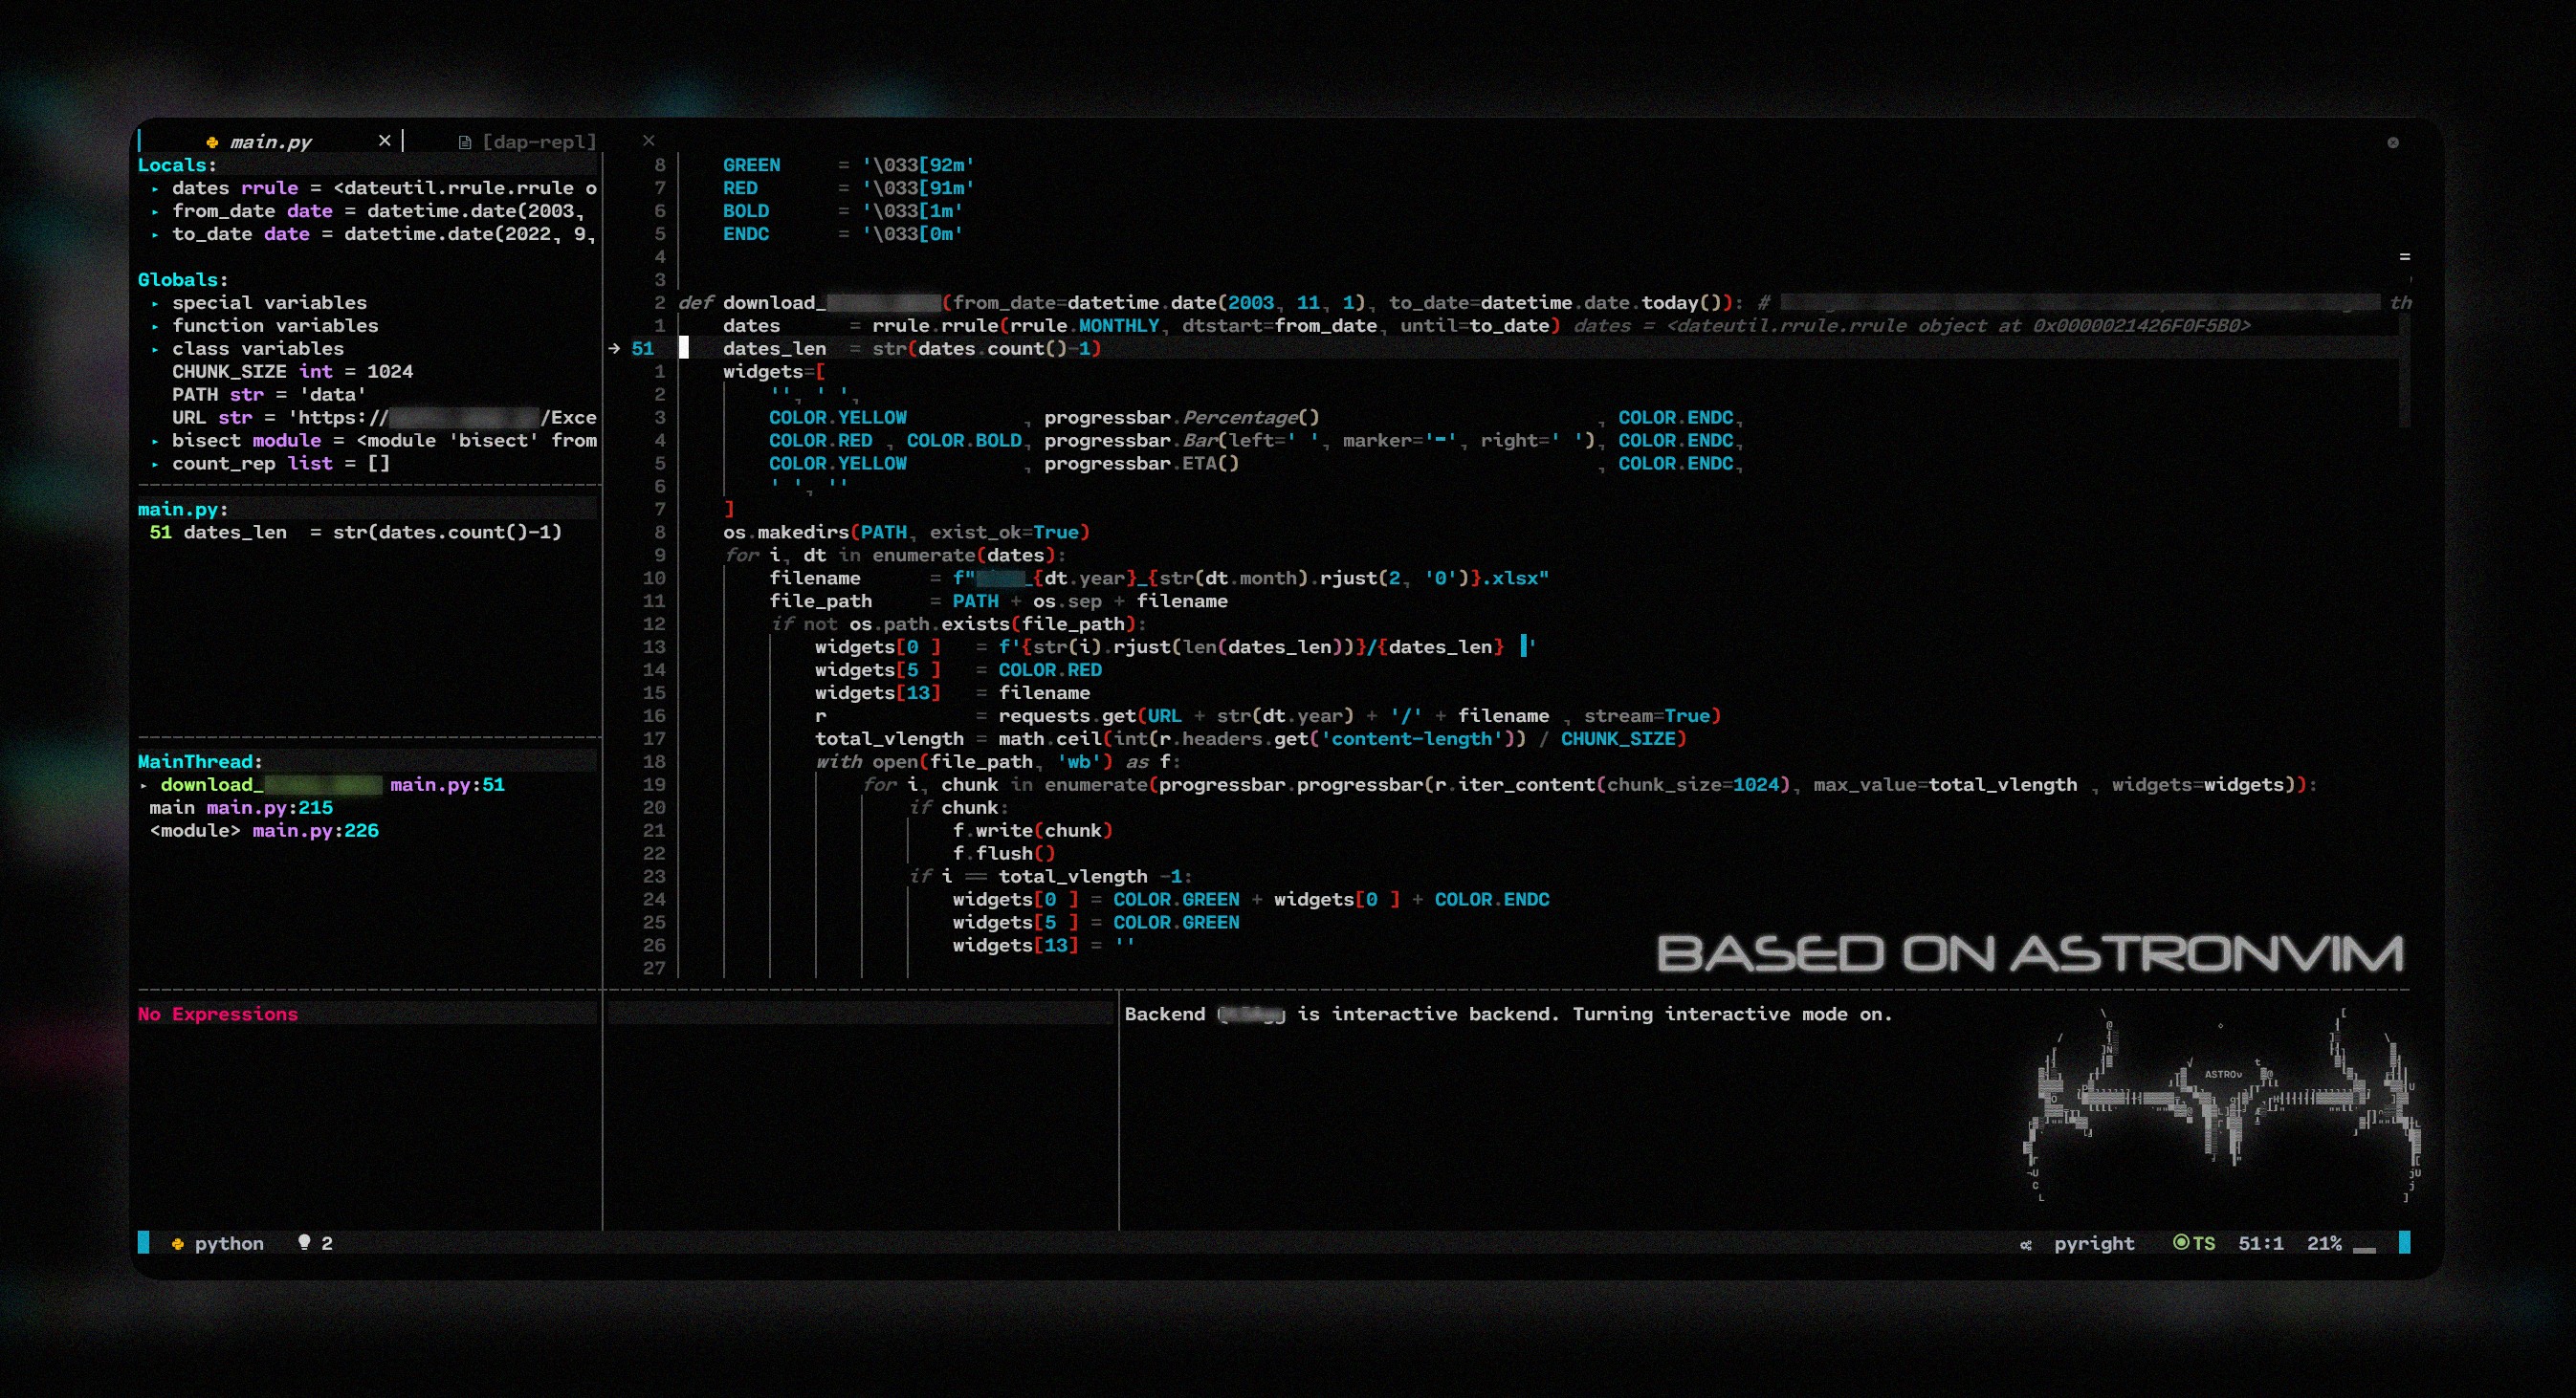 main.py × [dap-repl] ×
Locals:
▸ dates rrule = <dateutil.rrule.rrule o
▸ from_date date = datetime.date(2003,
▸ to_date date = datetime.date(2022, 9,
Globals:
▸ special variables
▸ function variables
▸ class variables
CHUNK_SIZE int = 1024
PATH str = 'data'
URL str = 'https:// /Exce
▸ bisect module = <module 'bisect' from
▸ count_rep list = []
main.py:
51 dates_len  = str(dates.count()-1)
MainThread:
▸ download_ main.py:51
main main.py:215
<module> main.py:226
No Expressions
8 GREEN     = '\033[92m'
7 RED       = '\033[91m'
6 BOLD      = '\033[1m'
5 ENDC      = '\033[0m'
4
3
2 def download_ (from_date=datetime.date(2003, 11, 1), to_date=datetime.date.today()): # th
1 dates      = rrule.rrule(rrule.MONTHLY, dtstart=from_date, until=to_date) dates = <dateutil.rrule.rrule object at 0x0000021426F0F5B0>
→ 51 dates_len  = str(dates.count()-1)
1 widgets=[
2 '', ' ',
3 COLOR.YELLOW          , progressbar.Percentage()                        , COLOR.ENDC,
4 COLOR.RED , COLOR.BOLD, progressbar.Bar(left=' ', marker='━', right=' '), COLOR.ENDC,
5 COLOR.YELLOW          , progressbar.ETA()                               , COLOR.ENDC,
6 ' ', ''
7 ]
8 os.makedirs(PATH, exist_ok=True)
9 for i, dt in enumerate(dates):
10 filename      = f" _{dt.year}_{str(dt.month).rjust(2, '0')}.xlsx"
11 file_path     = PATH + os.sep + filename
12 if not os.path.exists(file_path):
13 widgets[0 ]   = f'{str(i).rjust(len(dates_len))}/{dates_len} ▐'
14 widgets[5 ]   = COLOR.RED
15 widgets[13]   = filename
16 r             = requests.get(URL + str(dt.year) + '/' + filename , stream=True)
17 total_vlength = math.ceil(int(r.headers.get('content-length')) / CHUNK_SIZE)
18 with open(file_path, 'wb') as f:
19 for i, chunk in enumerate(progressbar.progressbar(r.iter_content(chunk_size=1024), max_value=total_vlength , widgets=widgets)):
20 if chunk:
21 f.write(chunk)
22 f.flush()
23 if i == total_vlength -1:
24 widgets[0 ] = COLOR.GREEN + widgets[0 ] + COLOR.ENDC
25 widgets[5 ] = COLOR.GREEN
26 widgets[13] = ''
27
BASED ON ASTRONVIM
Backend is interactive backend. Turning interactive mode on.
python 2 pyright TS 51:1 21%